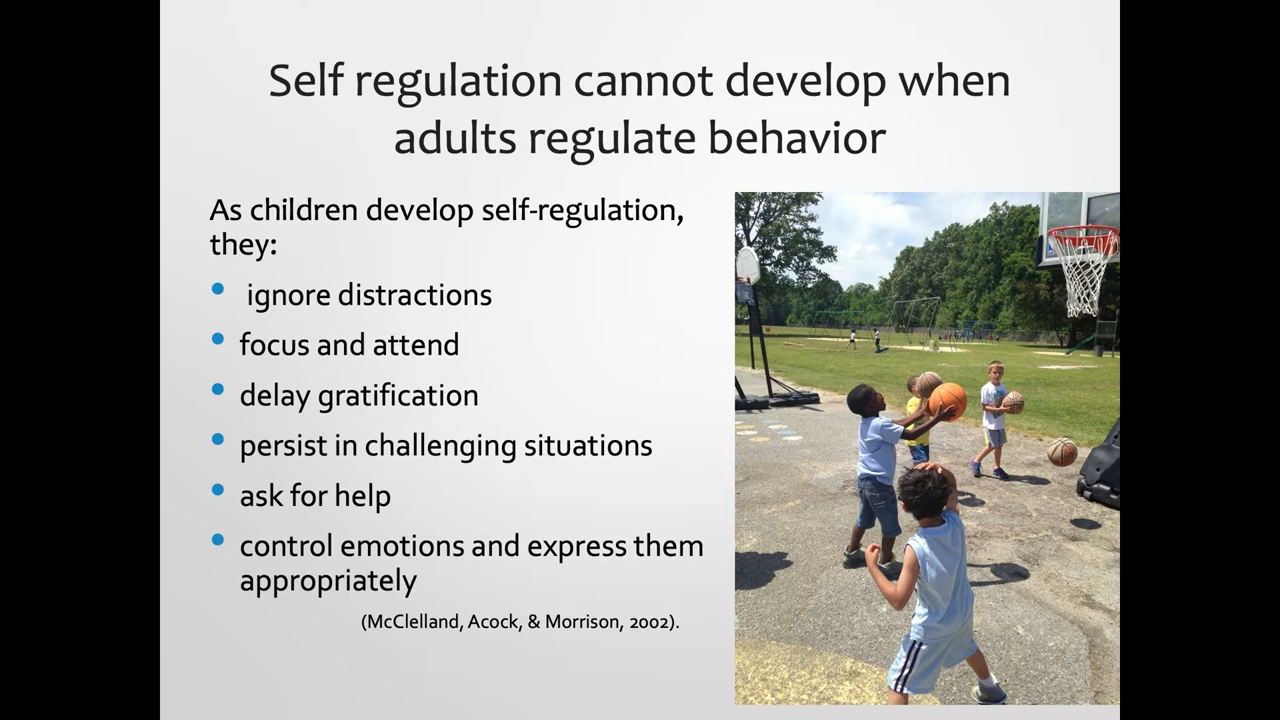 Self regulation cannot develop when
adults regulate behavior
As children develop self-regulation,
they:
• ignore distractions
• focus and attend
• delay gratification
• persist in challenging situations
• ask for help
• control emotions and express them
appropriately
(McClelland, Acock, & Morrison, 2002).